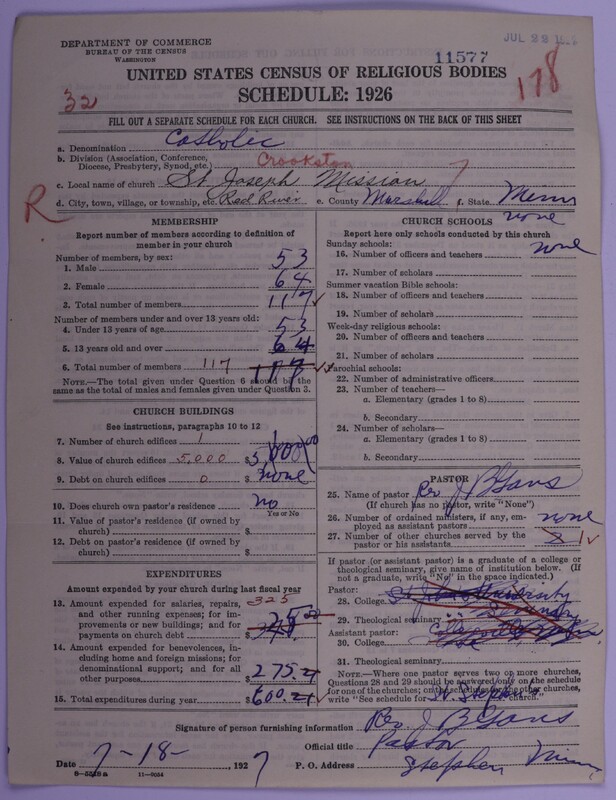 DEPARTMENT OF COMMERCE
BUREAU OF THE CENSUS
WASHINGTON
JUL 22
11577
178
32
UNITED STATES CENSUS OF RELIGIOUS BODIES
SCHEDULE: 1926
FILL OUT A SEPARATE SCHEDULE FOR EACH CHURCH. SEE INSTRUCTIONS ON THE BACK OF THIS SHEET
a. Denomination Catholic
b. Division (Association, Conference, Diocese, Presbytery, Synod, etc.) Crookston
c. Local name of church St. Joseph Mission
d. City, town, village, or township, etc. Red River e. County Marshall f. State Minn
R
MEMBERSHIP
Report number of members according to definition of member in your church
Number of members, by sex:
1. Male 53
2. Female 64
3. Total number of members 117
Number of members under and over 13 years old:
4. Under 13 years of age 53
5. 13 years old and over 64
6. Total number of members 117 117
NOTE.—The total given under Question 6 should be the same as the total of males and females given under Question 3.
CHURCH BUILDINGS
See instructions, paragraphs 10 to 12
7. Number of church edifices 1 1
8. Value of church edifices 5,000 $5,000.00
9. Debt on church edifices 0 $ none
10. Does church own pastor's residence? no
Yes or No
11. Value of pastor's residence (if owned by church) $
12. Debt on pastor's residence (if owned by church) $
EXPENDITURES
Amount expended by your church during last fiscal year
325
13. Amount expended for salaries, repairs, and other running expenses; for improvements or new buildings; and for payments on church debt $
14. Amount expended for benevolences, including home and foreign missions; for denominational support; and for all other purposes $ 275.21
15. Total expenditures during year $ 600.21
CHURCH SCHOOLS
none
Report here only schools conducted by this church
Sunday schools:
16. Number of officers and teachers none
17. Number of scholars
Summer vacation Bible schools:
18. Number of officers and teachers
19. Number of scholars
Week-day religious schools:
20. Number of officers and teachers
21. Number of scholars
Parochial schools:
22. Number of administrative officers
23. Number of teachers—
a. Elementary (grades 1 to 8)
b. Secondary
24. Number of scholars—
a. Elementary (grades 1 to 8)
b. Secondary
PASTOR
25. Name of pastor Rev J B Gans
(If church has no pastor, write "None")
26. Number of ordained ministers, if any, employed as assistant pastors none
27. Number of other churches served by the pastor or his assistants 1
If pastor (or assistant pastor) is a graduate of a college or theological seminary, give name of institution below. (If not a graduate, write "No" in the space indicated.)
Pastor:
28. College
29. Theological seminary
Assistant pastor:
30. College
31. Theological seminary
NOTE.—Where one pastor serves two or more churches, Questions 28 and 29 should be answered only on the schedule for one of the churches; on the schedules for the other churches, write "See schedule for St Stephen's church."
Signature of person furnishing information Rev. J B Gans
Official title Pastor
Date 7-18-, 1927 P. O. Address Stephen Minn
8-5518a 11-9054